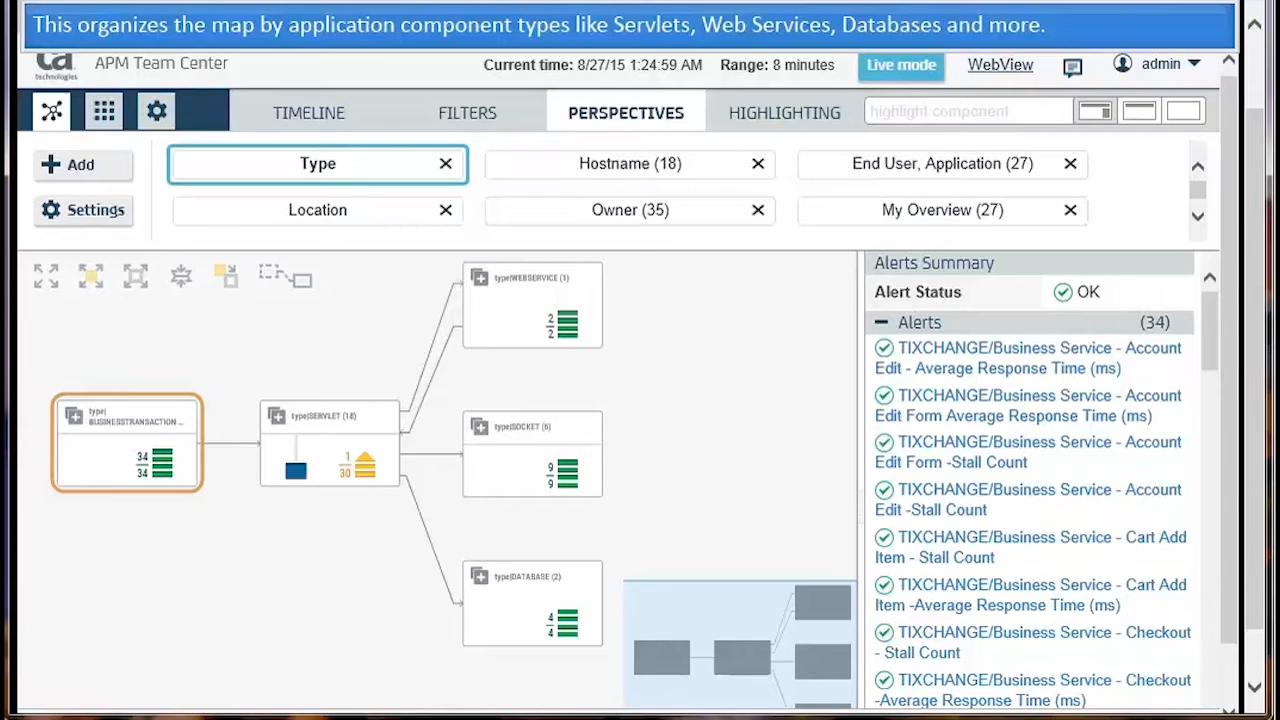 This organizes the map by application component types like Servlets, Web Services, Databases and more.
ca
technologies
APM Team Center
Current time: 8/27/15 1:24:59 AM
Range: 8 minutes
Live mode
WebView
admin
TIMELINE
FILTERS
PERSPECTIVES
HIGHLIGHTING
highlight component
Add
Settings
Type
Hostname (18)
End User, Application (27)
Location
Owner (35)
My Overview (27)
type|
BUSINESSTRANSACTION ...
34
34
type|SERVLET (18)
1
30
type|WEBSERVICE (1)
2
2
type|SOCKET (6)
9
9
type|DATABASE (2)
4
4
Alerts Summary
Alert Status
OK
Alerts
(34)
TIXCHANGE/Business Service - Account
Edit - Average Response Time (ms)
TIXCHANGE/Business Service - Account
Edit Form Average Response Time (ms)
TIXCHANGE/Business Service - Account
Edit Form -Stall Count
TIXCHANGE/Business Service - Account
Edit -Stall Count
TIXCHANGE/Business Service - Cart Add
Item - Stall Count
TIXCHANGE/Business Service - Cart Add
Item -Average Response Time (ms)
TIXCHANGE/Business Service - Checkout
- Stall Count
TIXCHANGE/Business Service - Checkout
-Average Response Time (ms)